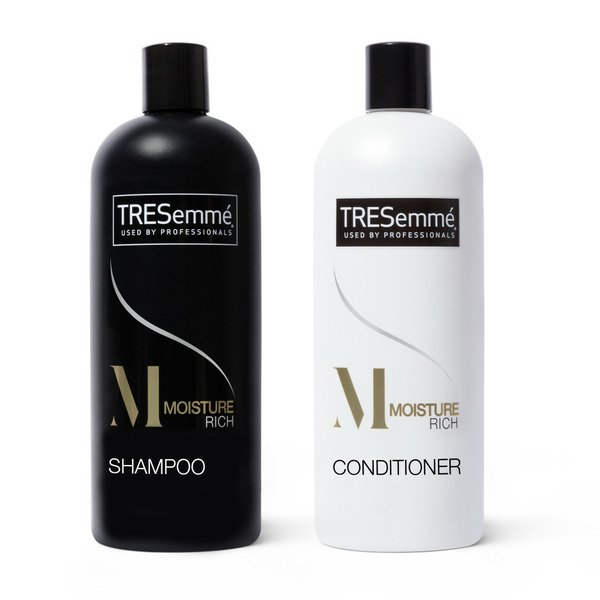 TRESemmé®
USED BY PROFESSIONALS
M MOISTURE
RICH
SHAMPOO
TRESemmé®
USED BY PROFESSIONALS
M MOISTURE
RICH
CONDITIONER